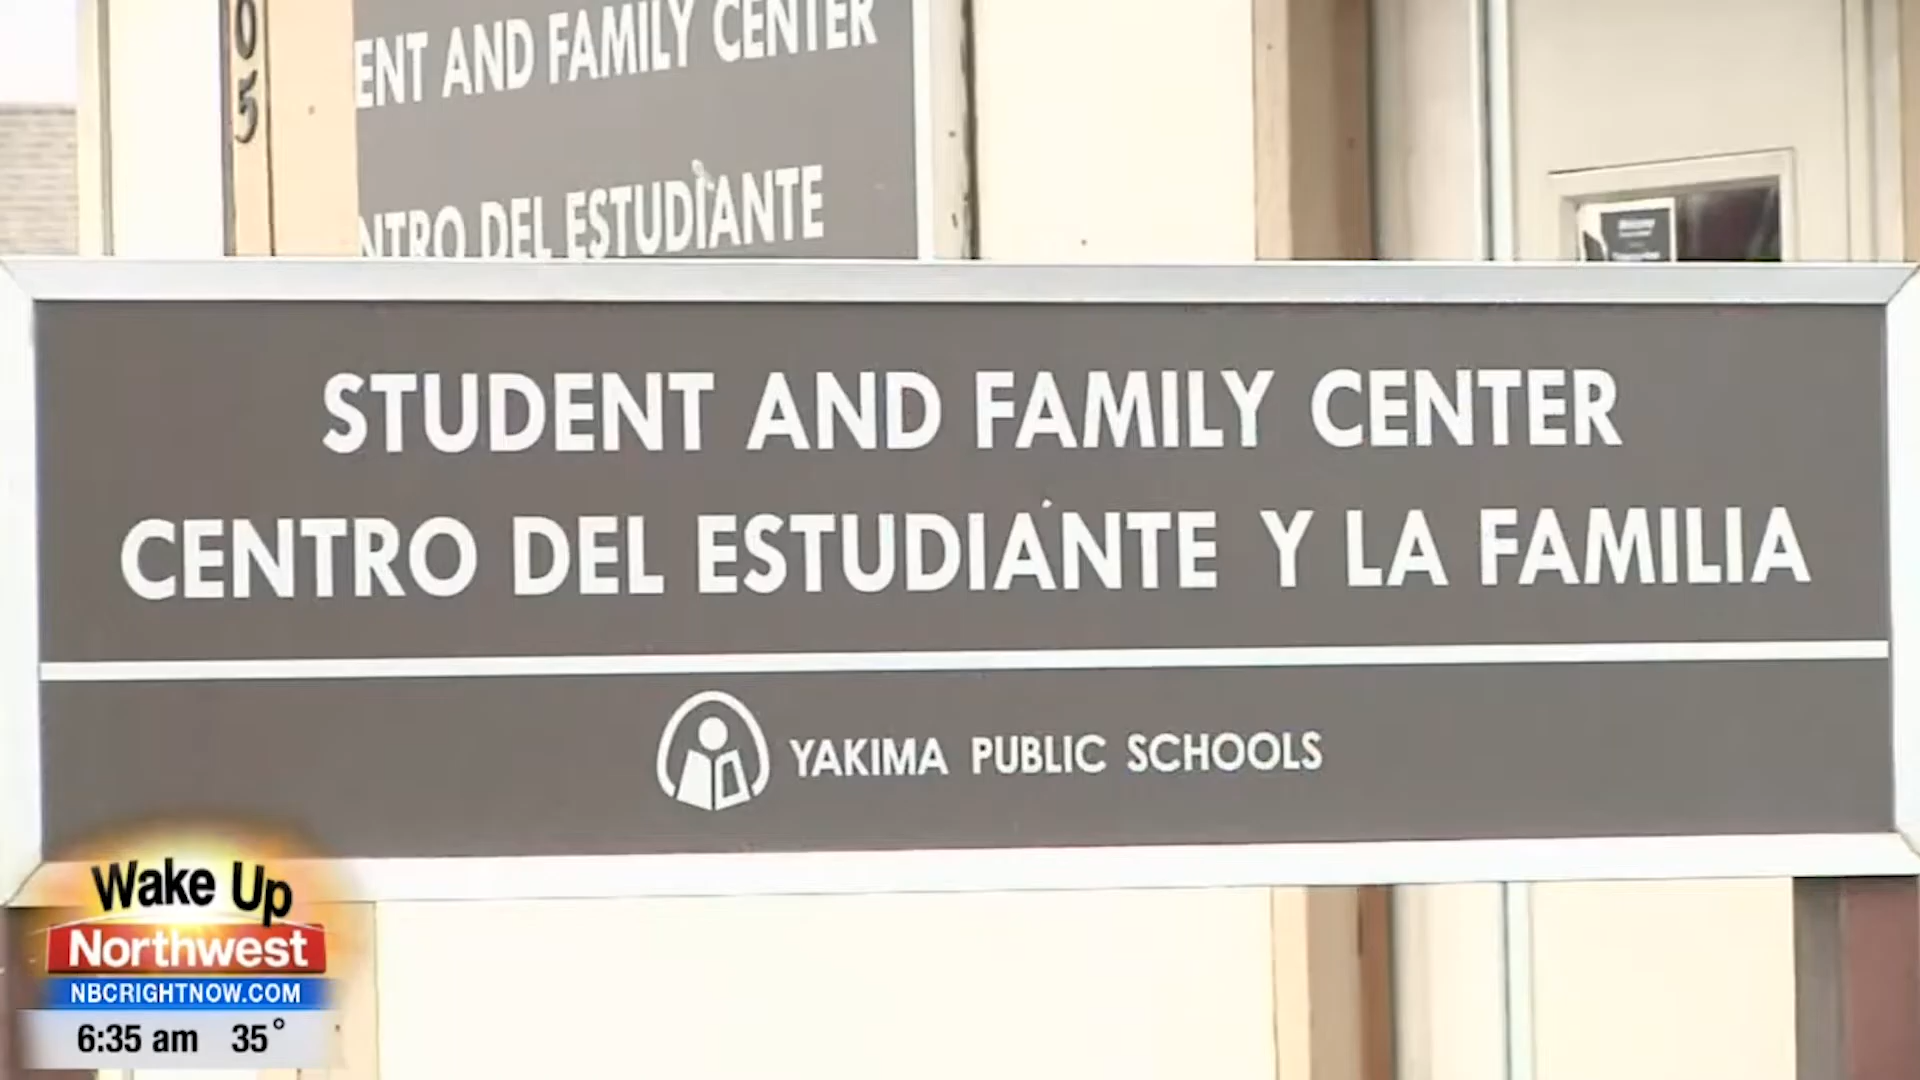 05
ENT AND FAMILY CENTER
NTRO DEL ESTUDIANTE
STUDENT AND FAMILY CENTER
CENTRO DEL ESTUDIANTE Y LA FAMILIA
YAKIMA PUBLIC SCHOOLS
Wake Up
Northwest
NBCRIGHTNOW.COM
6:35 am 35°